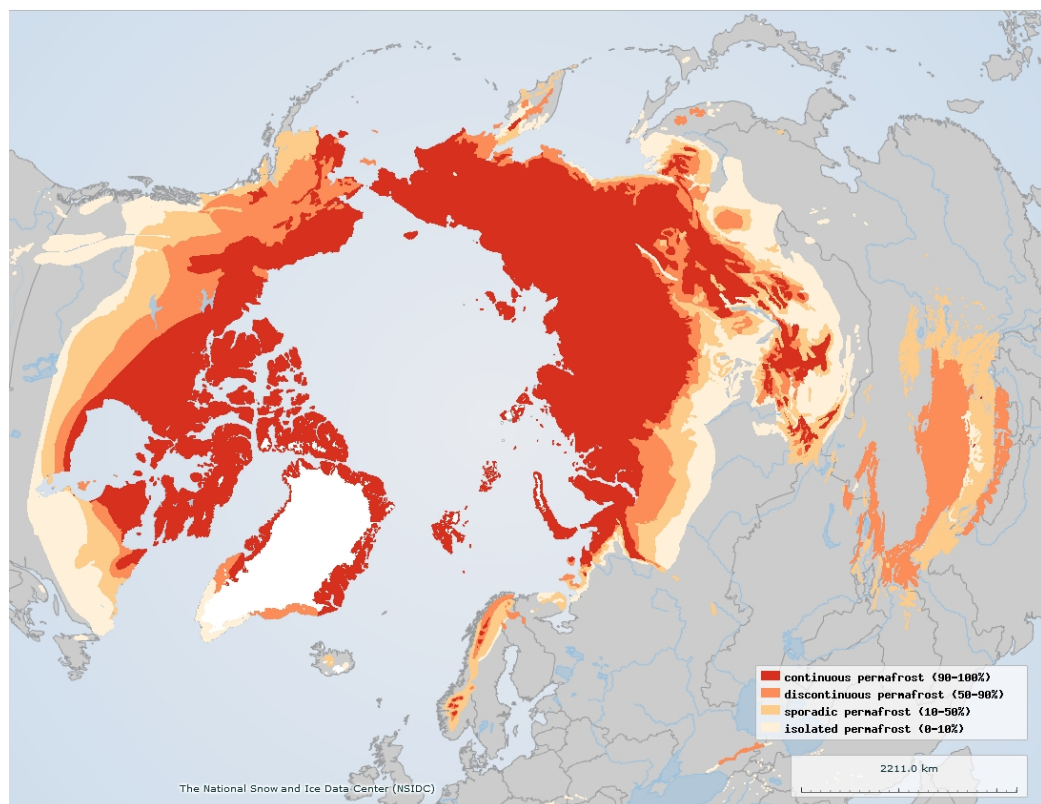 continuous permafrost (90-100%)
discontinuous permafrost (50-90%)
sporadic permafrost (10-50%)
isolated permafrost (0-10%)
2211.0 km
The National Snow and Ice Data Center (NSIDC)